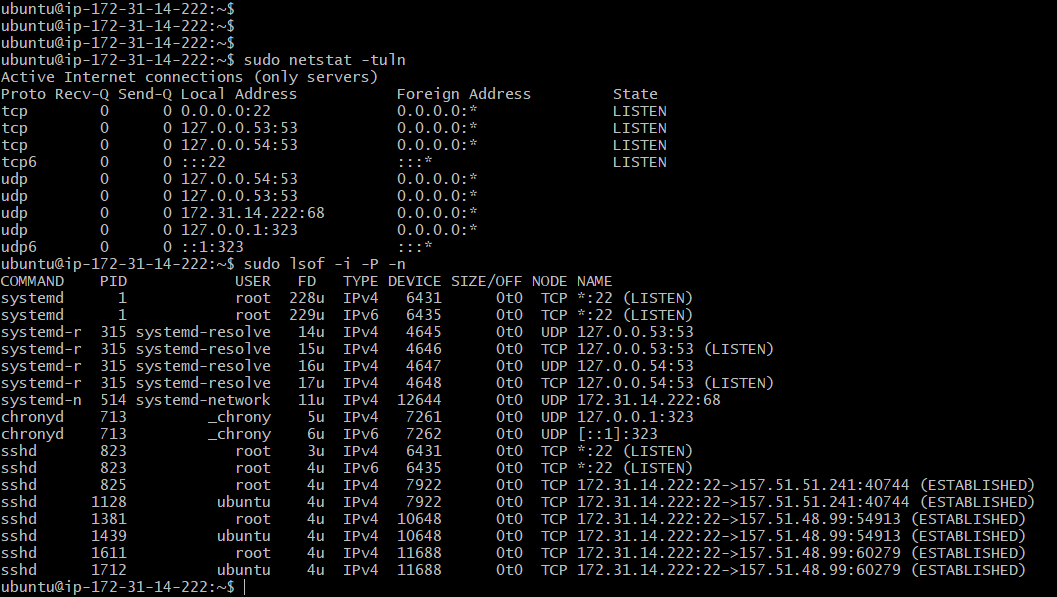 ubuntu@ip-172-31-14-222:~$
ubuntu@ip-172-31-14-222:~$
ubuntu@ip-172-31-14-222:~$
ubuntu@ip-172-31-14-222:~$ sudo netstat -tuln
Active Internet connections (only servers)
Proto Recv-Q Send-Q Local Address           Foreign Address         State
tcp        0      0 0.0.0.0:22              0.0.0.0:*               LISTEN
tcp        0      0 127.0.0.53:53           0.0.0.0:*               LISTEN
tcp        0      0 127.0.0.54:53           0.0.0.0:*               LISTEN
tcp6       0      0 :::22                   :::*                    LISTEN
udp        0      0 127.0.0.54:53           0.0.0.0:*
udp        0      0 127.0.0.53:53           0.0.0.0:*
udp        0      0 172.31.14.222:68        0.0.0.0:*
udp        0      0 127.0.0.1:323           0.0.0.0:*
udp6       0      0 ::1:323                 :::*
ubuntu@ip-172-31-14-222:~$ sudo lsof -i -P -n
COMMAND    PID            USER   FD   TYPE DEVICE SIZE/OFF NODE NAME
systemd      1            root  228u  IPv4   6431      0t0  TCP *:22 (LISTEN)
systemd      1            root  229u  IPv6   6435      0t0  TCP *:22 (LISTEN)
systemd-r  315 systemd-resolve   14u  IPv4   4645      0t0  UDP 127.0.0.53:53
systemd-r  315 systemd-resolve   15u  IPv4   4646      0t0  TCP 127.0.0.53:53 (LISTEN)
systemd-r  315 systemd-resolve   16u  IPv4   4647      0t0  UDP 127.0.0.54:53
systemd-r  315 systemd-resolve   17u  IPv4   4648      0t0  TCP 127.0.0.54:53 (LISTEN)
systemd-n  514 systemd-network   11u  IPv4  12644      0t0  UDP 172.31.14.222:68
chronyd    713         _chrony    5u  IPv4   7261      0t0  UDP 127.0.0.1:323
chronyd    713         _chrony    6u  IPv6   7262      0t0  UDP [::1]:323
sshd       823            root    3u  IPv4   6431      0t0  TCP *:22 (LISTEN)
sshd       823            root    4u  IPv6   6435      0t0  TCP *:22 (LISTEN)
sshd       825            root    4u  IPv4   7922      0t0  TCP 172.31.14.222:22->157.51.51.241:40744 (ESTABLISHED)
sshd      1128          ubuntu    4u  IPv4   7922      0t0  TCP 172.31.14.222:22->157.51.51.241:40744 (ESTABLISHED)
sshd      1381            root    4u  IPv4  10648      0t0  TCP 172.31.14.222:22->157.51.48.99:54913 (ESTABLISHED)
sshd      1439          ubuntu    4u  IPv4  10648      0t0  TCP 172.31.14.222:22->157.51.48.99:54913 (ESTABLISHED)
sshd      1611            root    4u  IPv4  11688      0t0  TCP 172.31.14.222:22->157.51.48.99:60279 (ESTABLISHED)
sshd      1712          ubuntu    4u  IPv4  11688      0t0  TCP 172.31.14.222:22->157.51.48.99:60279 (ESTABLISHED)
ubuntu@ip-172-31-14-222:~$